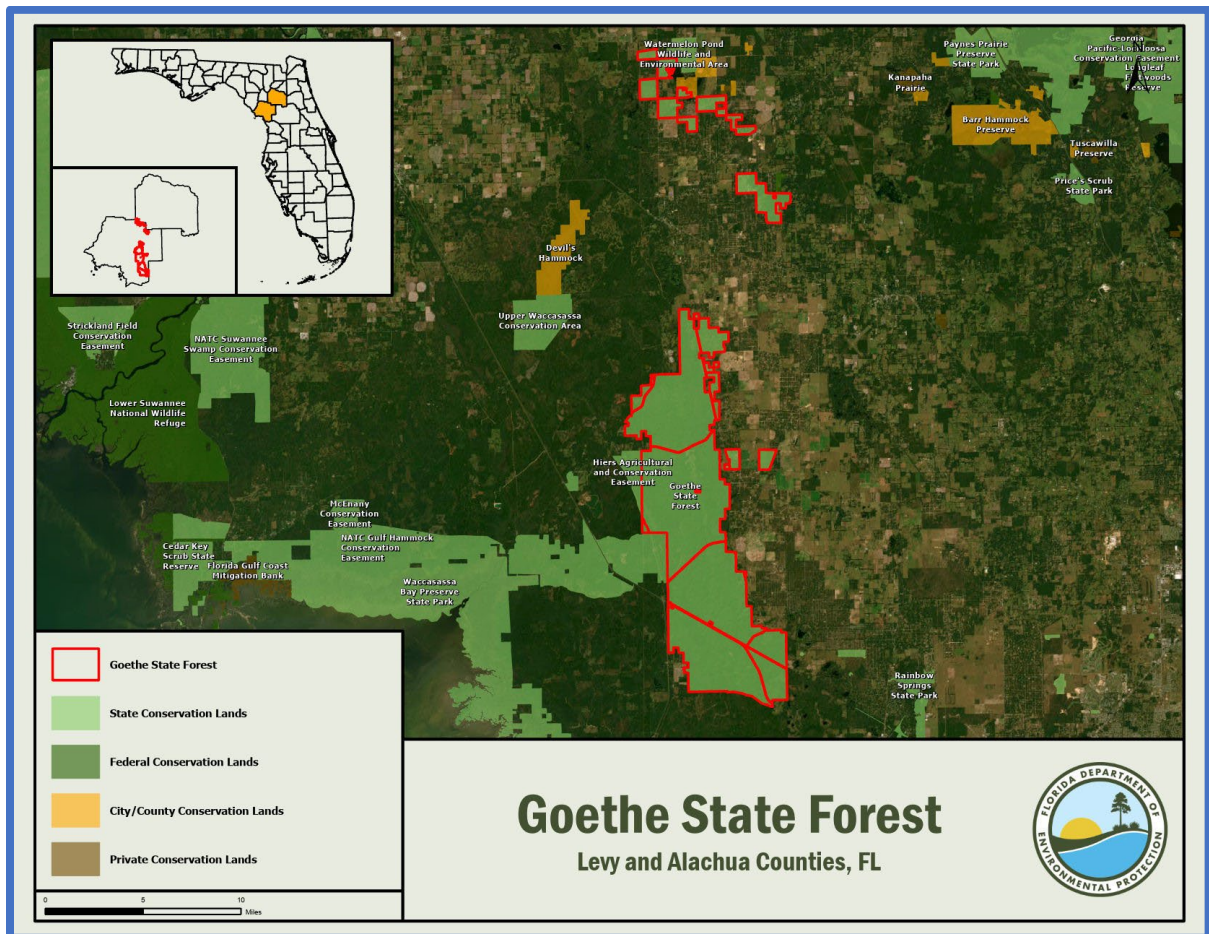 Watermelon Pond
Wildlife and
Environmental Area
Paynes Prairie
Preserve
State Park
Georgia
Pacific-Lochloosa
Conservation Easement
Longleaf
Flatwoods
Reserve
Kanapaha
Prairie
Barr Hammock
Preserve
Tuscawilla
Preserve
Price's Scrub
State Park
Devil's
Hammock
Upper Waccasassa
Conservation Area
Strickland Field
Conservation
Easement
NATC Suwannee
Swamp Conservation
Easement
Lower Suwannee
National Wildlife
Refuge
Hiers Agricultural
and Conservation
Easement
Goethe
State
Forest
McEnany
Conservation
Easement
NATC Gulf Hammock
Conservation
Easement
Cedar Key
Scrub State
Reserve
Florida Gulf Coast
Mitigation Bank
Waccasassa
Bay Preserve
State Park
Rainbow
Springs
State Park
Goethe State Forest
State Conservation Lands
Federal Conservation Lands
City/County Conservation Lands
Private Conservation Lands
0 5 10
Miles
Goethe State Forest
Levy and Alachua Counties, FL
FLORIDA DEPARTMENT OF
ENVIRONMENTAL PROTECTION